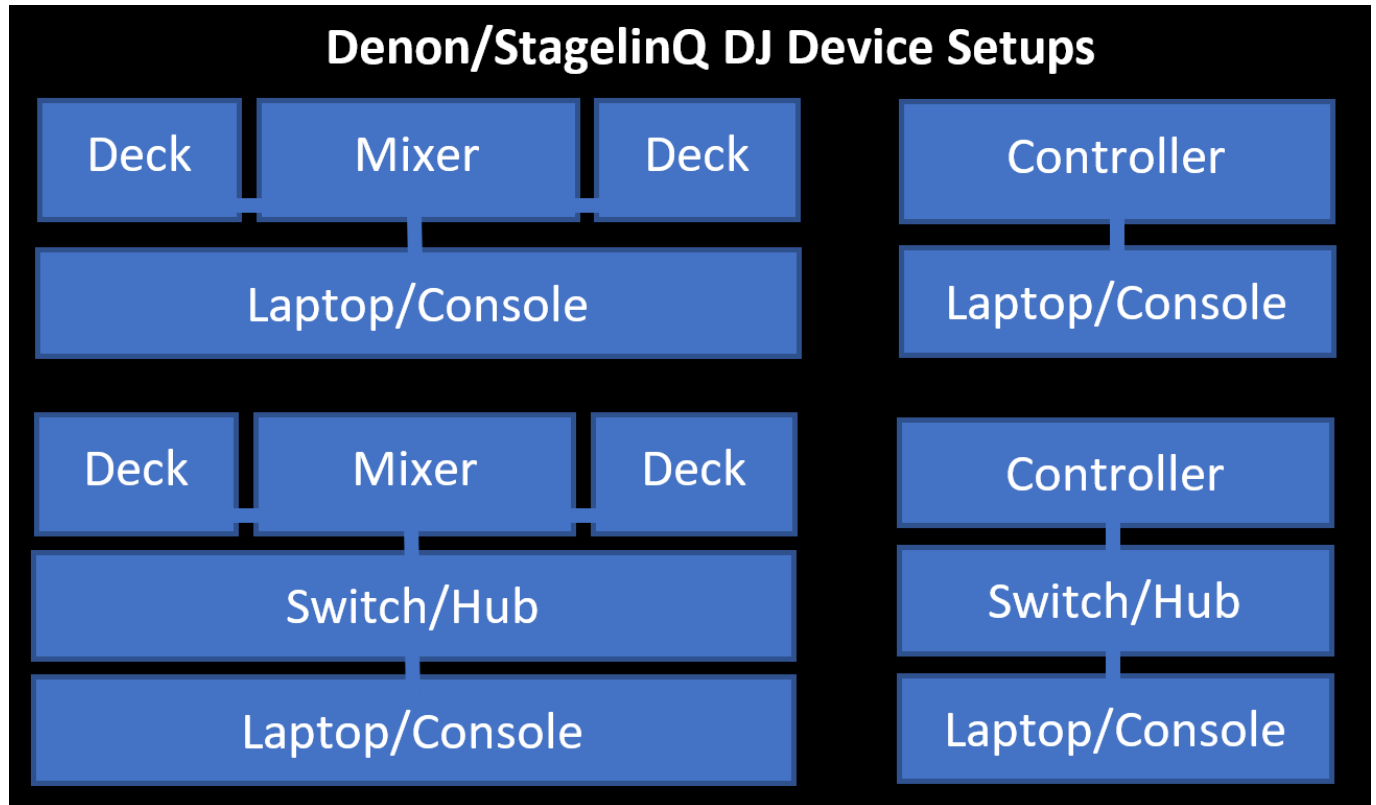 Denon/StagelinQ DJ Device Setups
Deck Mixer Deck
Laptop/Console
Controller
Laptop/Console
Deck Mixer Deck
Switch/Hub
Laptop/Console
Controller
Switch/Hub
Laptop/Console